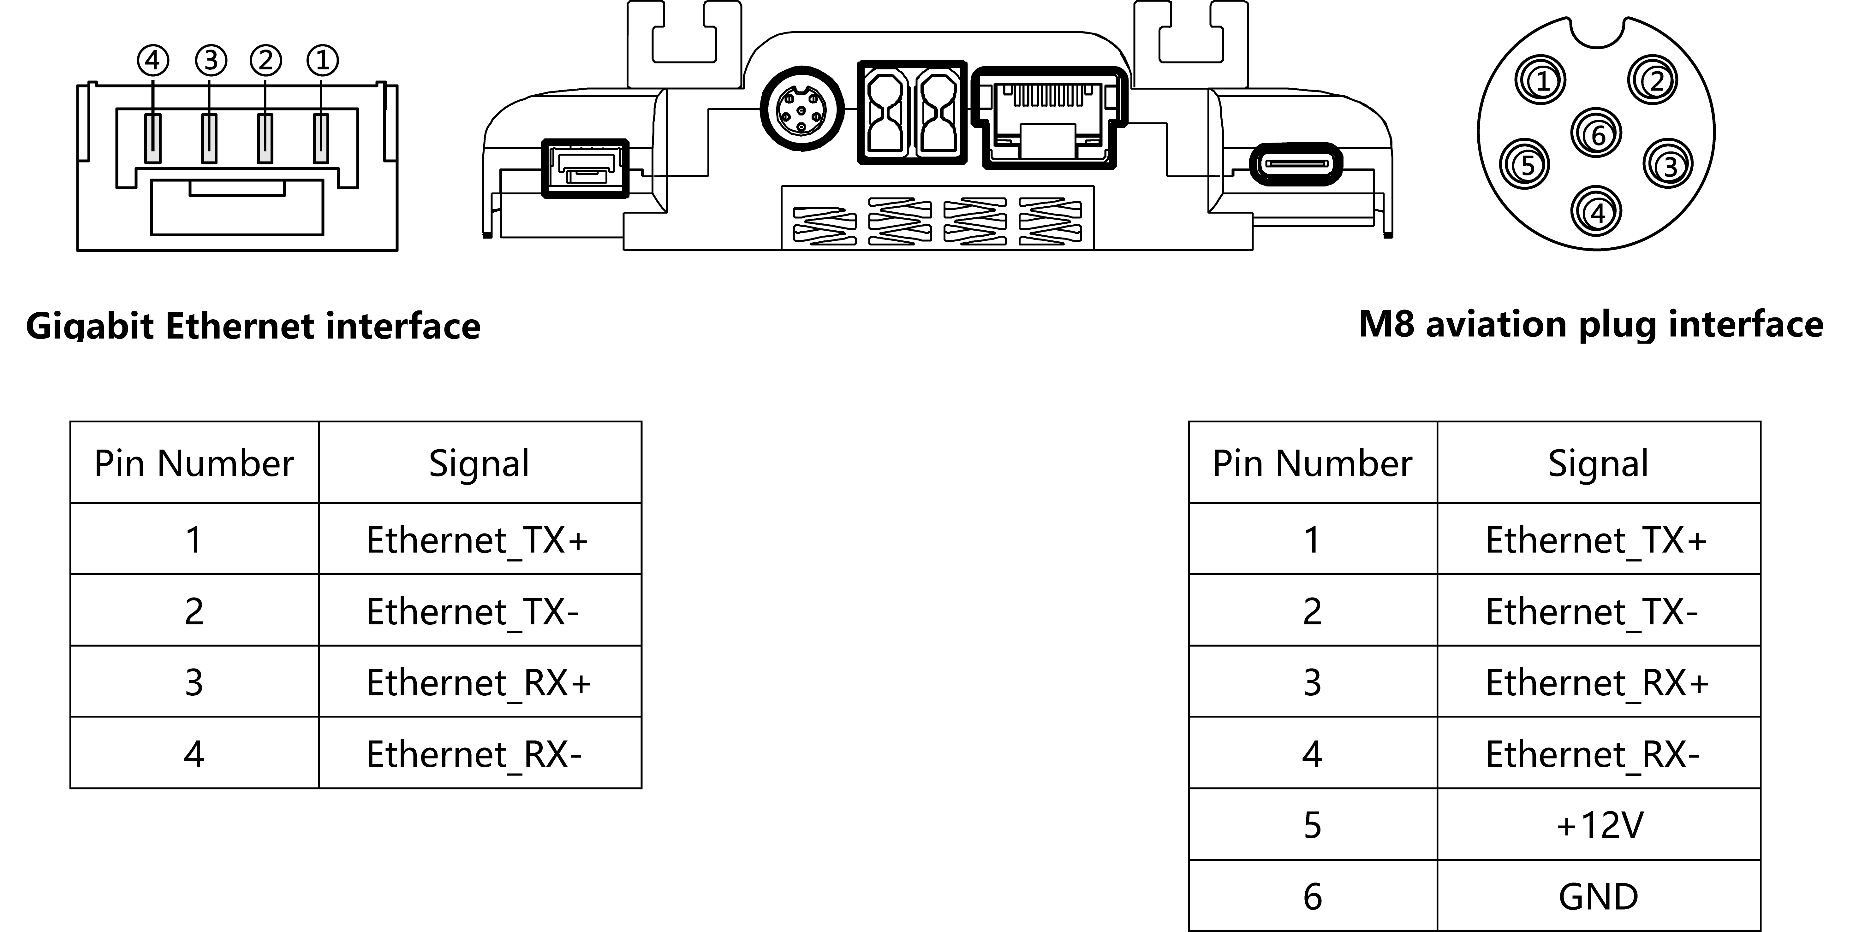 ④ ③ ② ①
① ② ⑥ ⑤ ③ ④
Gigabit Ethernet interface
M8 aviation plug interface
Pin Number Signal
1 Ethernet_TX+
2 Ethernet_TX-
3 Ethernet_RX+
4 Ethernet_RX-
Pin Number Signal
1 Ethernet_TX+
2 Ethernet_TX-
3 Ethernet_RX+
4 Ethernet_RX-
5 +12V
6 GND